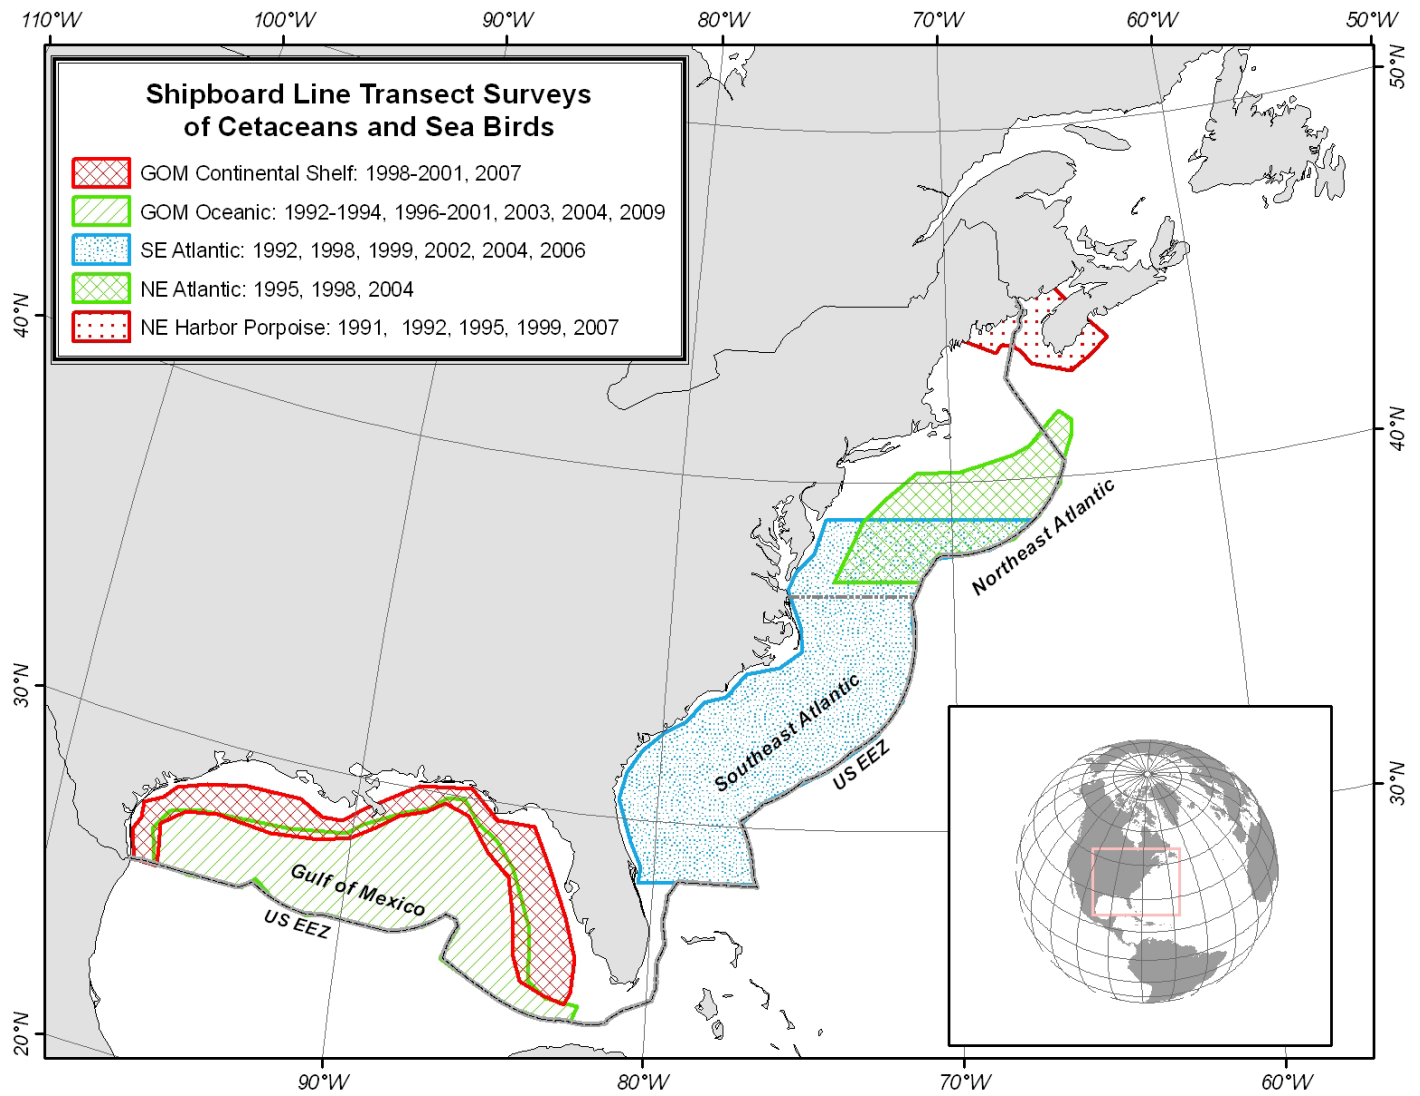 110°W 100°W 90°W 80°W 70°W 60°W 50°W
50°N
Shipboard Line Transect Surveys
of Cetaceans and Sea Birds
GOM Continental Shelf: 1998-2001, 2007
GOM Oceanic: 1992-1994, 1996-2001, 2003, 2004, 2009
SE Atlantic: 1992, 1998, 1999, 2002, 2004, 2006
NE Atlantic: 1995, 1998, 2004
NE Harbor Porpoise: 1991, 1992, 1995, 1999, 2007
40°N
40°N
Northeast Atlantic
30°N
Southeast Atlantic
US EEZ
30°N
Gulf of Mexico
US EEZ
20°N
90°W 80°W 70°W 60°W